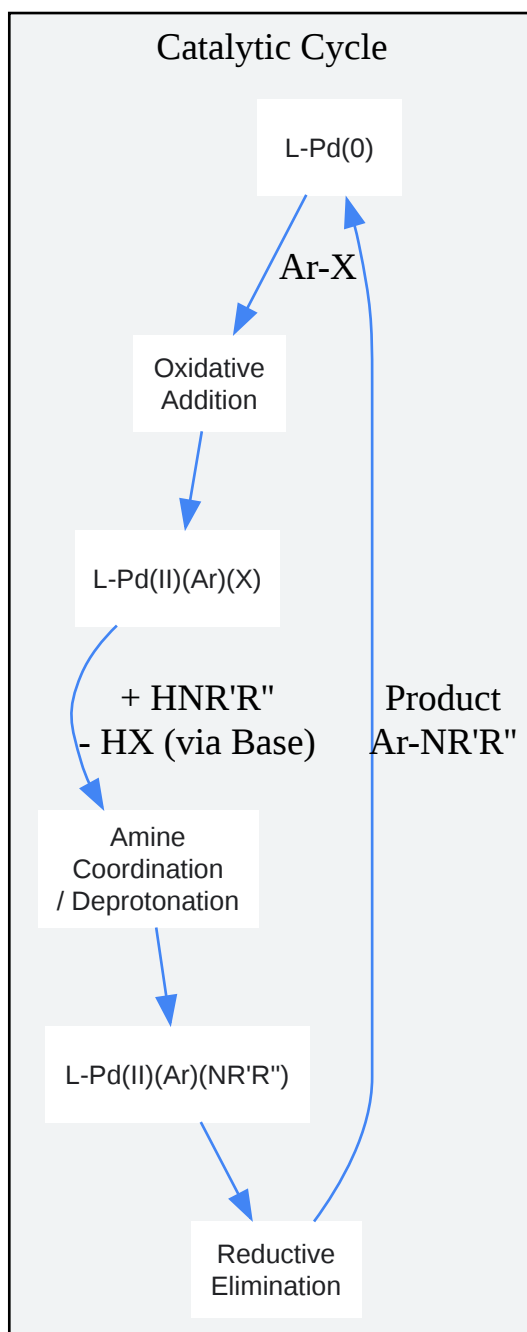 Catalytic Cycle
L-Pd(0)
Ar-X
Oxidative
Addition
L-Pd(II)(Ar)(X)
+ HNR'R"
- HX (via Base)
Product
Ar-NR'R"
Amine
Coordination
/ Deprotonation
L-Pd(II)(Ar)(NR'R")
Reductive
Elimination